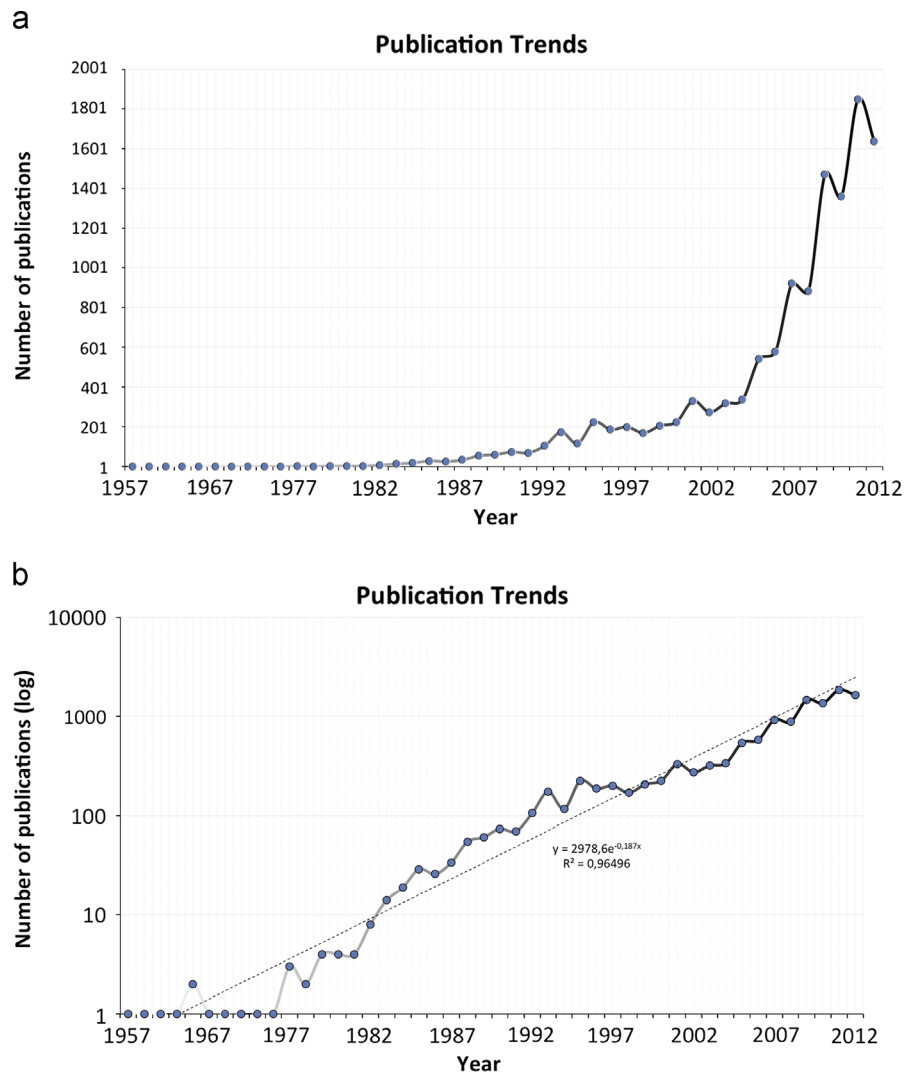 a
Publication Trends
Number of publications
2001
1801
1601
1401
1201
1001
801
601
401
201
1
1957 1967 1977 1982 1987 1992 1997 2002 2007 2012
Year
b
Publication Trends
Number of publications (log)
10000
1000
100
10
1
y = 2978,6e^-0,187x
R² = 0,96496
1957 1967 1977 1982 1987 1992 1997 2002 2007 2012
Year